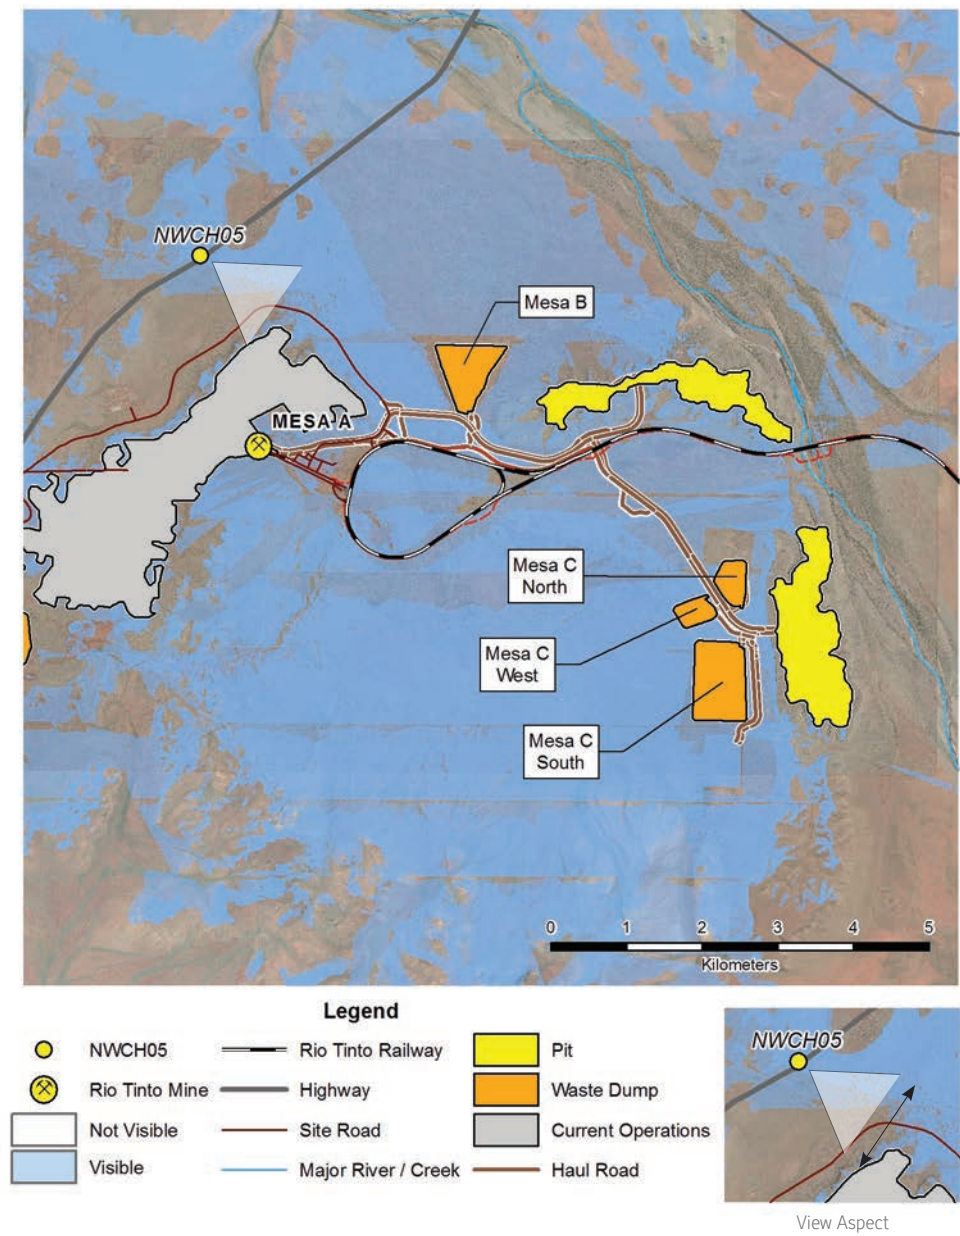 NWCH05
Mesa B
MESA A
Mesa C
North
Mesa C
West
Mesa C
South
0 1 2 3 4 5
Kilometers
Legend
NWCH05
Rio Tinto Mine
Not Visible
Visible
Rio Tinto Railway
Highway
Site Road
Major River / Creek
Pit
Waste Dump
Current Operations
Haul Road
NWCH05
View Aspect